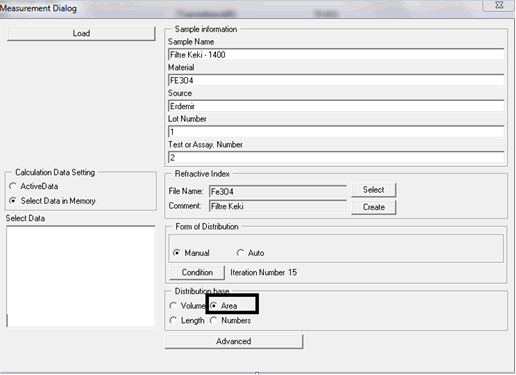 Measurement Dialog
Load
Sample information
Sample Name
Filtre Keki - 1400
Material
FE3O4
Source
Erdemir
Lot Number
1
Test or Assay. Number
2
Calculation Data Setting
ActiveData
Select Data in Memory
Select Data
Refractive Index
File Name: Fe3O4 Select
Comment: Filtre Keki Create
Form of Distribution
Manual Auto
Condition Iteration Number 15
Distribution base
Volume Area
Length Numbers
Advanced